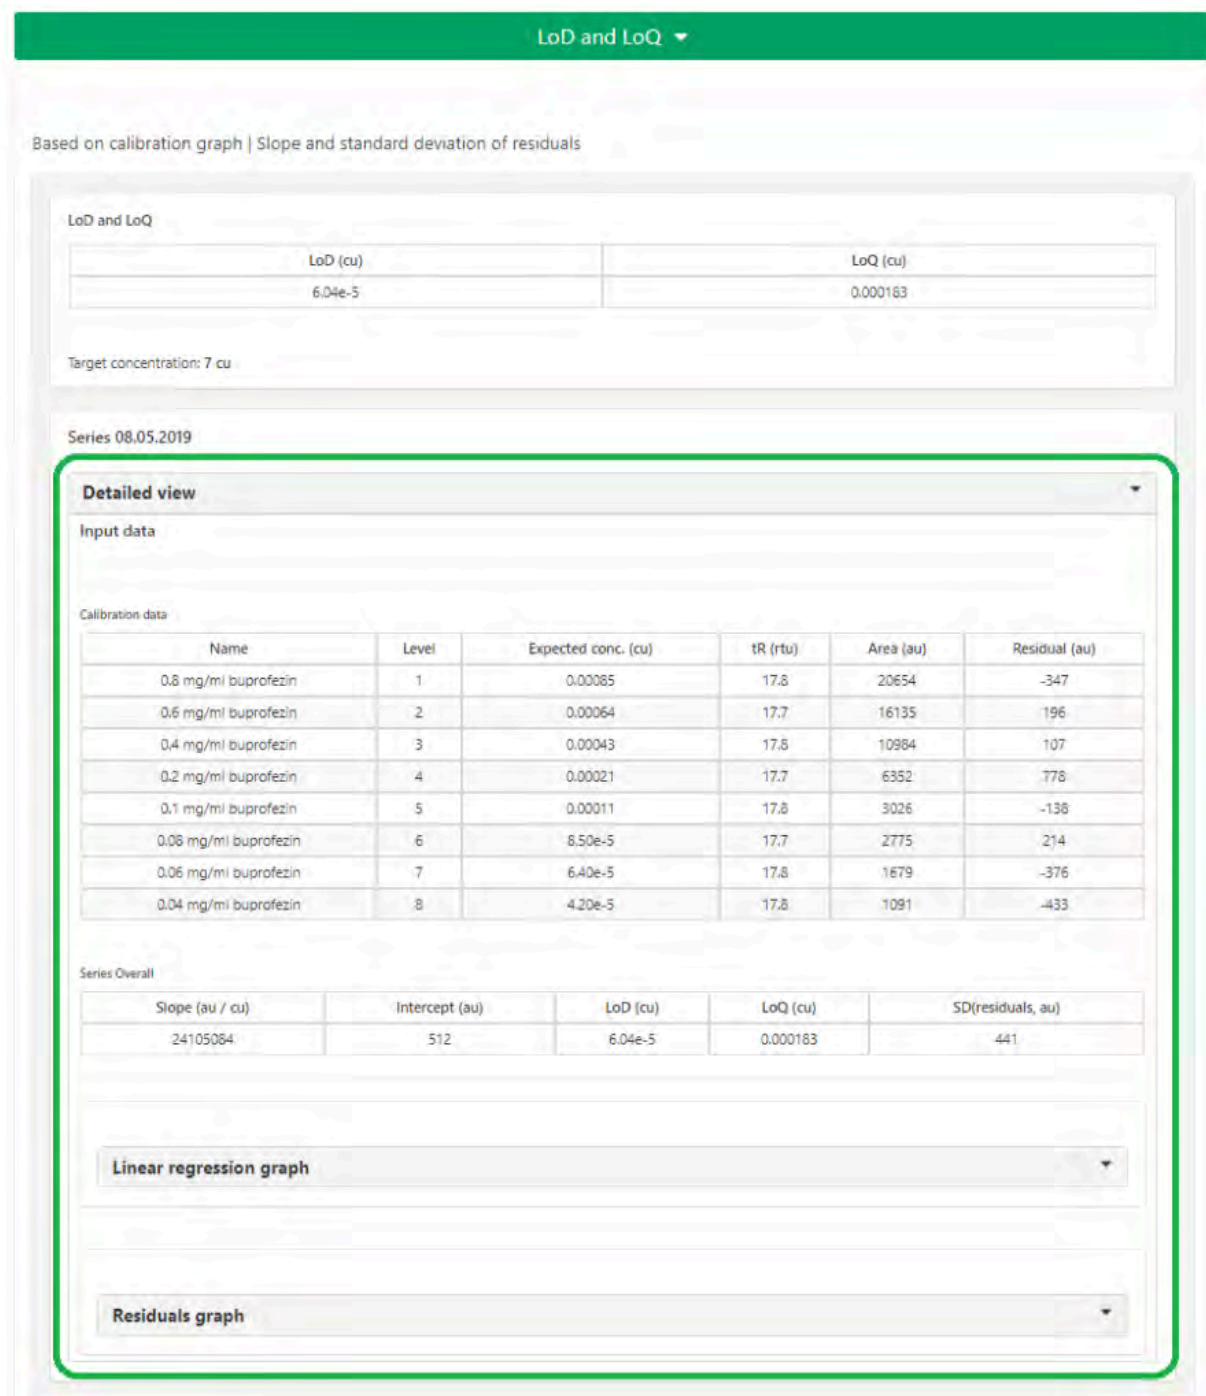 LoD and LoQ
Based on calibration graph | Slope and standard deviation of residuals
LoD and LoQ
LoD (cu) LoQ (cu)
6.04e-5 0.000183
Target concentration: 7 cu
Series 08.05.2019
Detailed view
Input data
Calibration data
Name Level Expected conc. (cu) tR (rtu) Area (au) Residual (au)
0.8 mg/ml buprofezin 1 0.00085 17.8 20654 -347
0.6 mg/ml buprofezin 2 0.00064 17.7 16135 196
0.4 mg/ml buprofezin 3 0.00043 17.8 10984 107
0.2 mg/ml buprofezin 4 0.00021 17.7 6352 778
0.1 mg/ml buprofezin 5 0.00011 17.8 3026 -138
0.08 mg/ml buprofezin 6 8.50e-5 17.7 2775 214
0.06 mg/ml buprofezin 7 6.40e-5 17.8 1679 -376
0.04 mg/ml buprofezin 8 4.20e-5 17.8 1091 -433
Series Overall
Slope (au / cu) Intercept (au) LoD (cu) LoQ (cu) SD(residuals, au)
24105084 512 6.04e-5 0.000183 441
Linear regression graph
Residuals graph